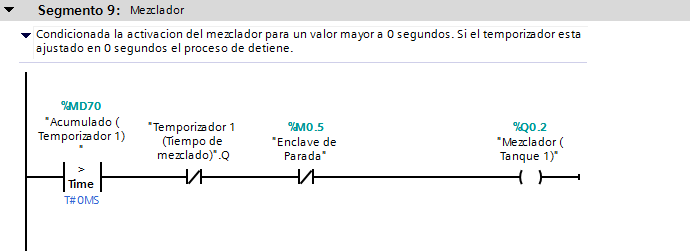 Segmento 9: Mezclador
Condicionada la activacion del mezclador para un valor mayor a 0 segundos. Si el temporizador esta
ajustado en 0 segundos el proceso de detiene.
%MD70
"Acumulado (
Temporizador 1)
"
>
Time
T#0MS
"Temporizador 1
(Tiempo de
mezclado)".Q
%M0.5
"Enclave de
Parada"
%Q0.2
"Mezclador (
Tanque 1)"